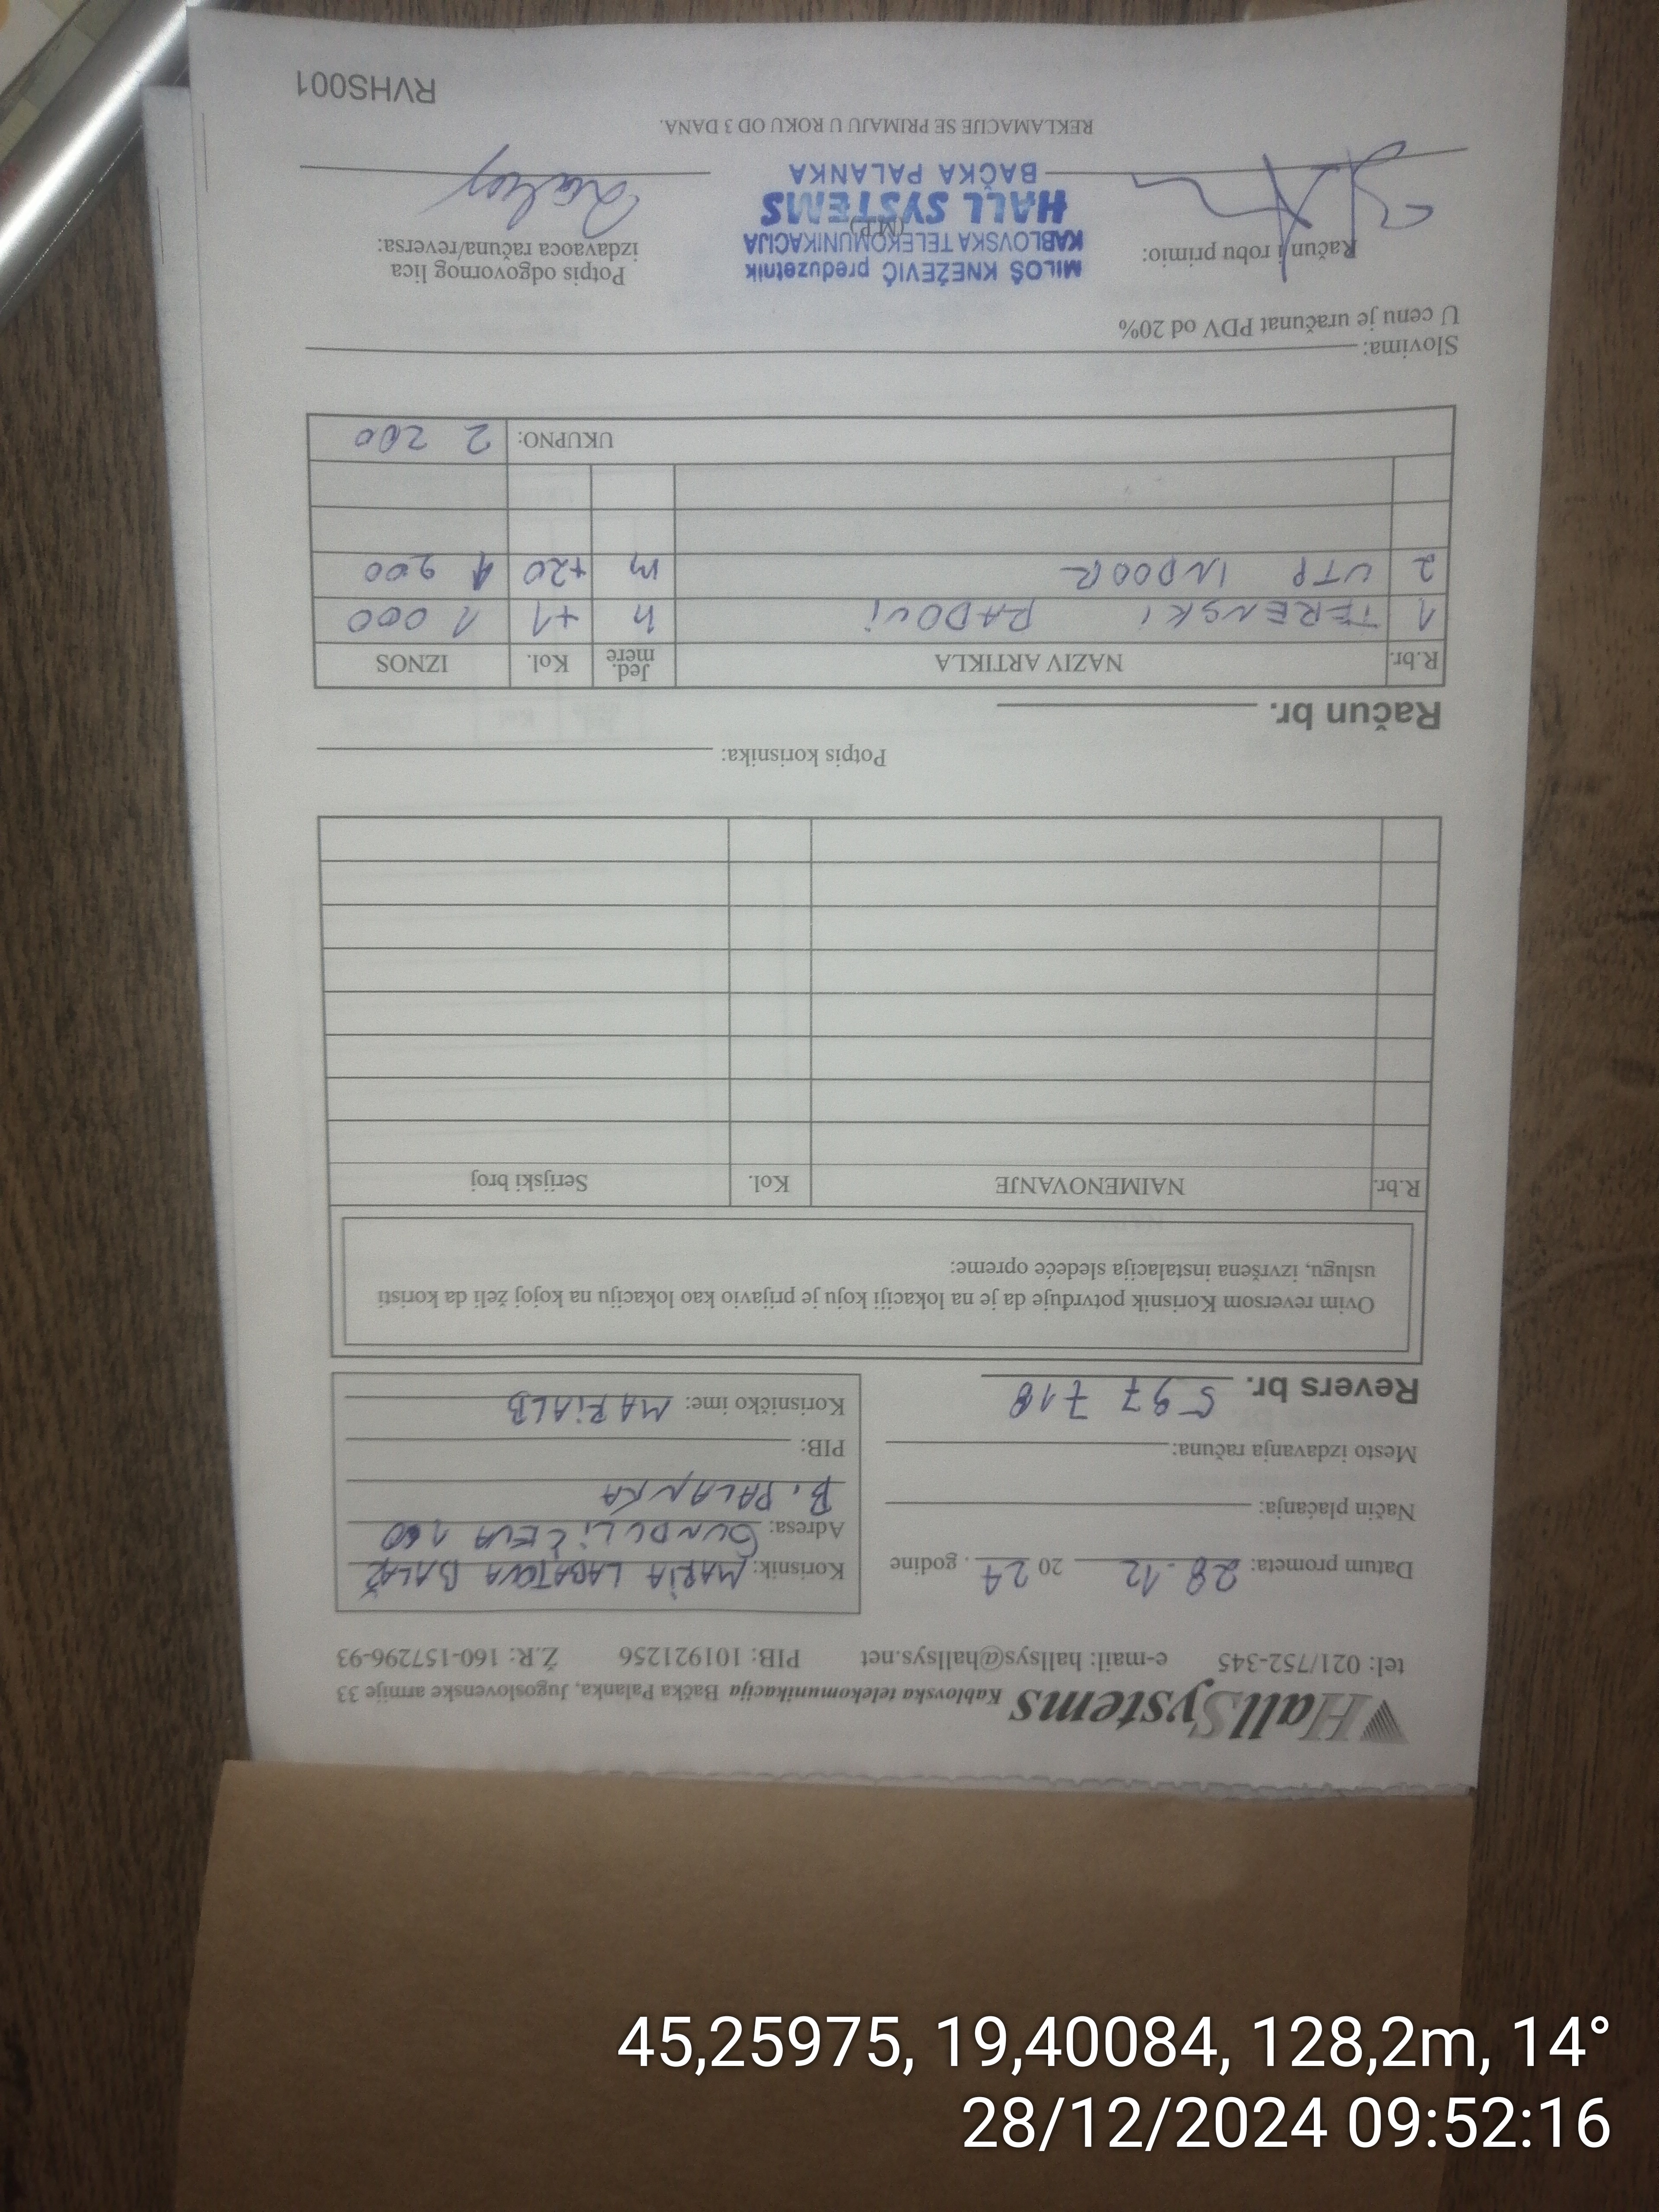 HallSystems Kablovska telekomunikacija Bačka Palanka, Jugoslovenske armije 33
tel: 021/752-345 e-mail: hallsys@hallsys.net PIB: 101921256 Ž.R: 160-157296-93
Datum prometa: 28.12 2024. godine
Način plaćanja:
Mesto izdavanja računa:
Revers br. 597 718
Korisnik: MARIA LABATOVA BALAŽ
Adresa: GUNDULIĆEVA 160
B. PALANKA
PIB:
Korisničko ime: MARIALB
Ovim reversom Korisnik potvrđuje da je na lokaciji koju je prijavio kao lokaciju na kojoj želi da koristi
uslugu, izvršena instalacija sledeće opreme:
R.br. NAIMENOVANJE Kol. Serijski broj
Potpis korisnika:
Račun br.
R.br. NAZIV ARTIKLA Jed. mere Kol. IZNOS
1 TERENSKI RADOVI h +1 1 000
2 UTP INDOOR m +20 1 200
UKUPNO: 2 200
Slovima:
U cenu je uračunat PDV od 20%
Račun i robu primio:
(M.P.)
MILOŠ KNEŽEVIĆ preduzetnik
KABLOVSKA TELEKOMUNIKACIJA
HALL SYSTEMS
BAČKA PALANKA
Potpis odgovornog lica
izdavaoca računa/reversa:
REKLAMACIJE SE PRIMAJU U ROKU OD 3 DANA.
RVHS001
45,25975, 19,40084, 128,2m, 14°
28/12/2024 09:52:16